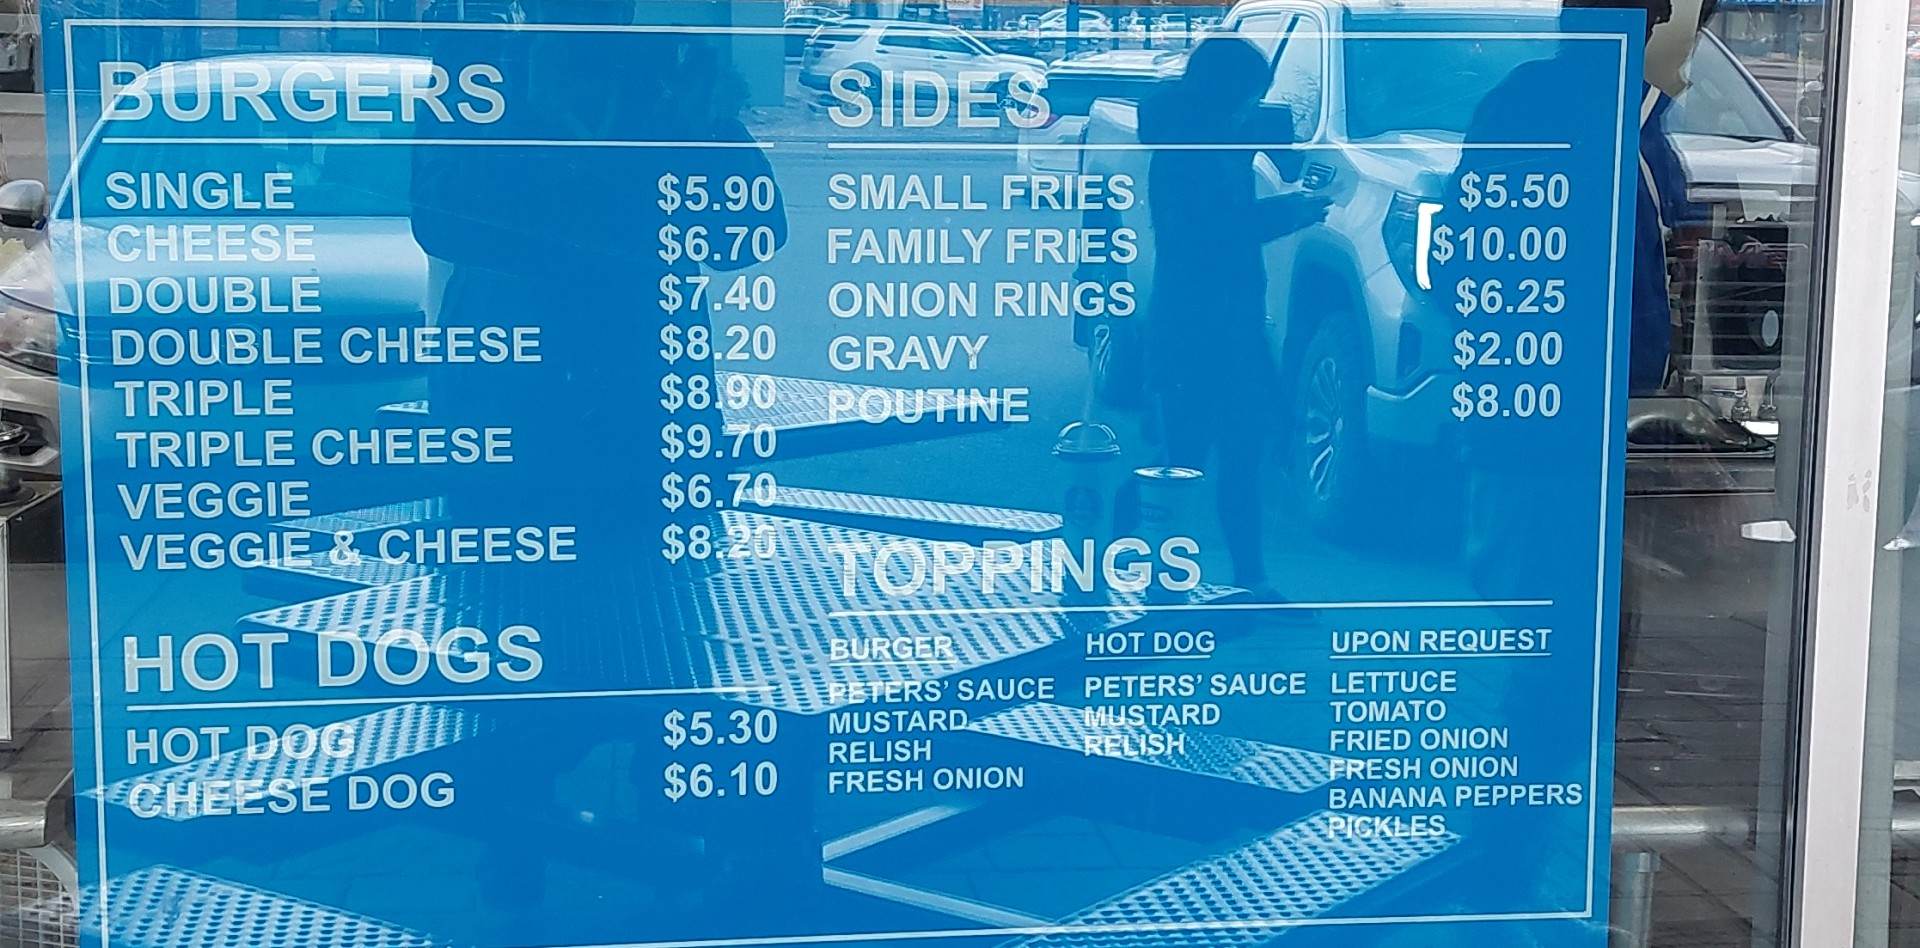 BURGERS
SINGLE $5.90
CHEESE $6.70
DOUBLE $7.40
DOUBLE CHEESE $8.20
TRIPLE $8.90
TRIPLE CHEESE $9.70
VEGGIE $6.70
VEGGIE & CHEESE $8.20
HOT DOGS
HOT DOG $5.30
CHEESE DOG $6.10
SIDES
SMALL FRIES $5.50
FAMILY FRIES $10.00
ONION RINGS $6.25
GRAVY $2.00
POUTINE $8.00
TOPPINGS
BURGER
PETERS' SAUCE
MUSTARD
RELISH
FRESH ONION
HOT DOG
PETERS' SAUCE
MUSTARD
RELISH
UPON REQUEST
LETTUCE
TOMATO
FRIED ONION
FRESH ONION
BANANA PEPPERS
PICKLES